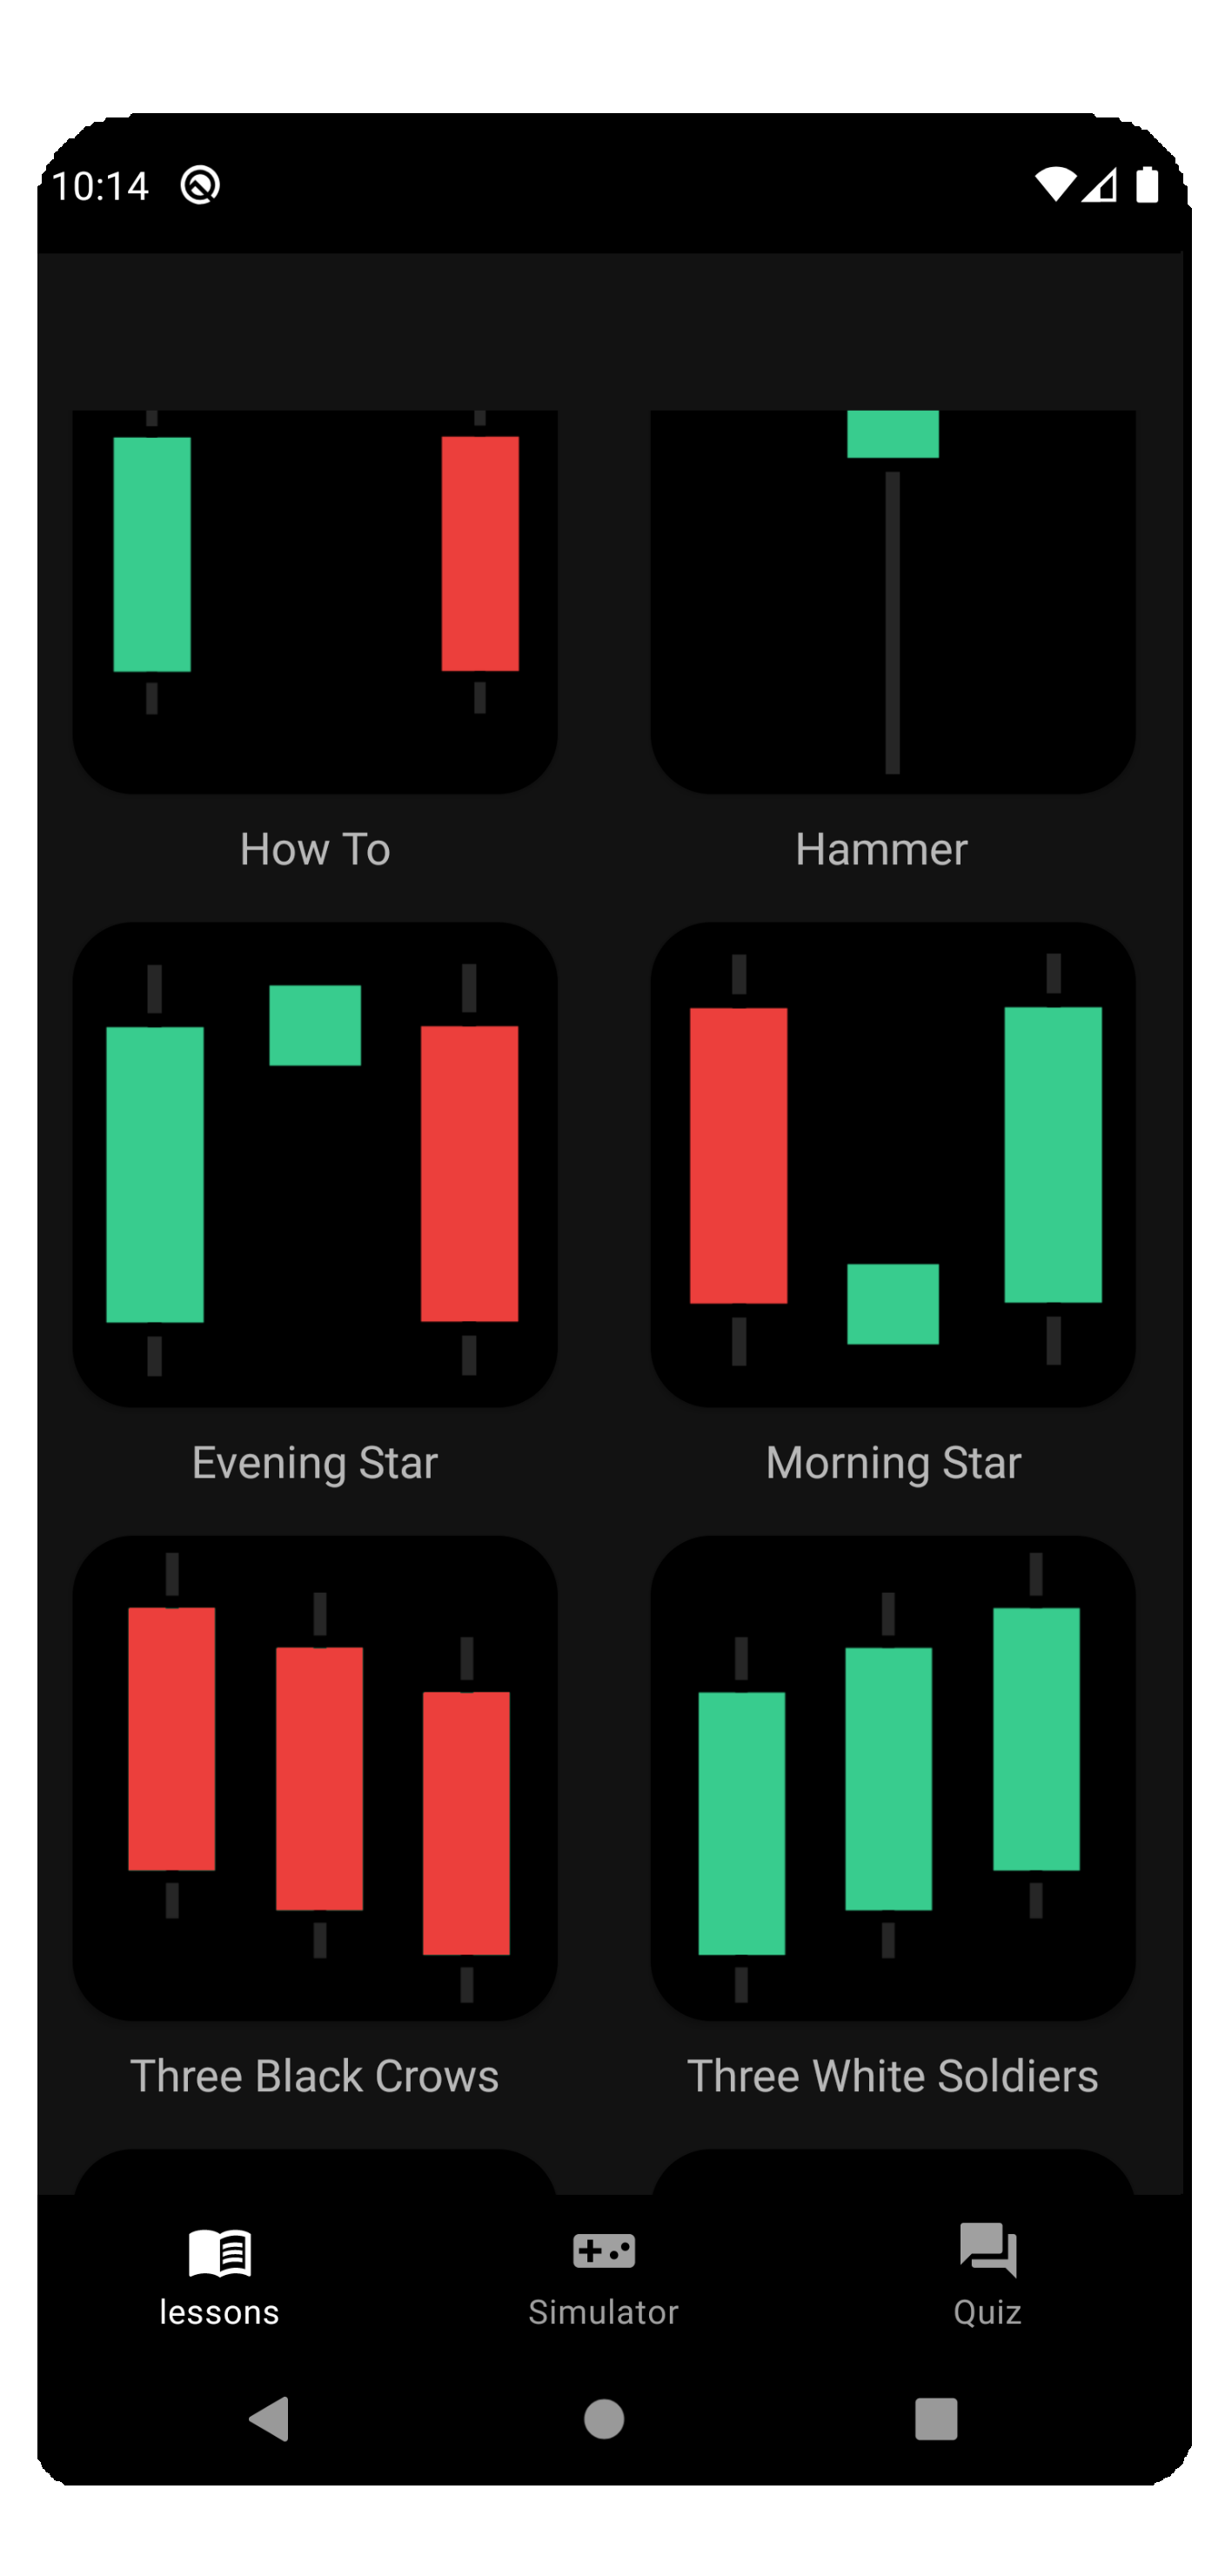 10:14
How To
Hammer
Evening Star
Morning Star
Three Black Crows
Three White Soldiers
lessons
Simulator
Quiz